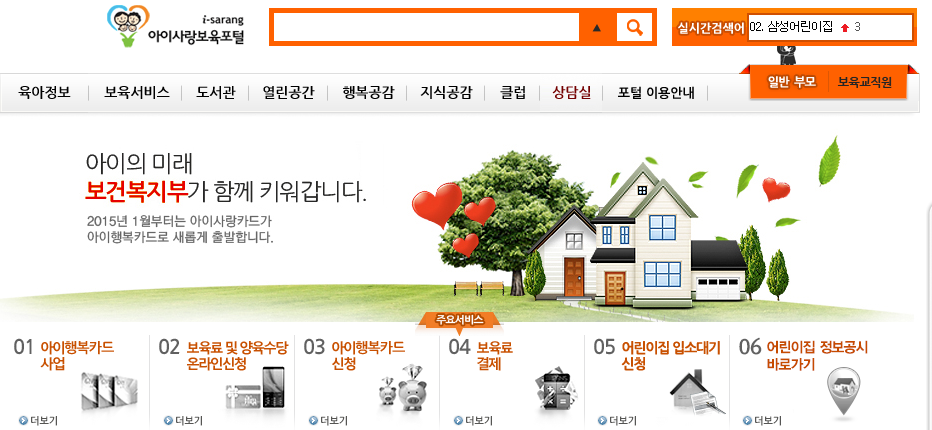 i-sarang
아이사랑보육포털
실시간검색어
02. 삼성어린이집 3
일반 부모
보육교직원
육아정보
보육서비스
도서관
열린공간
행복공감
지식공감
클럽
상담실
포털 이용안내
아이의 미래
보건복지부가 함께 키워갑니다.
2015년 1월부터는 아이사랑카드가
아이행복카드로 새롭게 출발합니다.
주요서비스
01 아이행복카드
사업
더보기
02 보육료 및 양육수당
온라인신청
더보기
03 아이행복카드
신청
더보기
04 보육료
결제
더보기
05 어린이집 입소대기
신청
더보기
06 어린이집 정보공시
바로가기
더보기